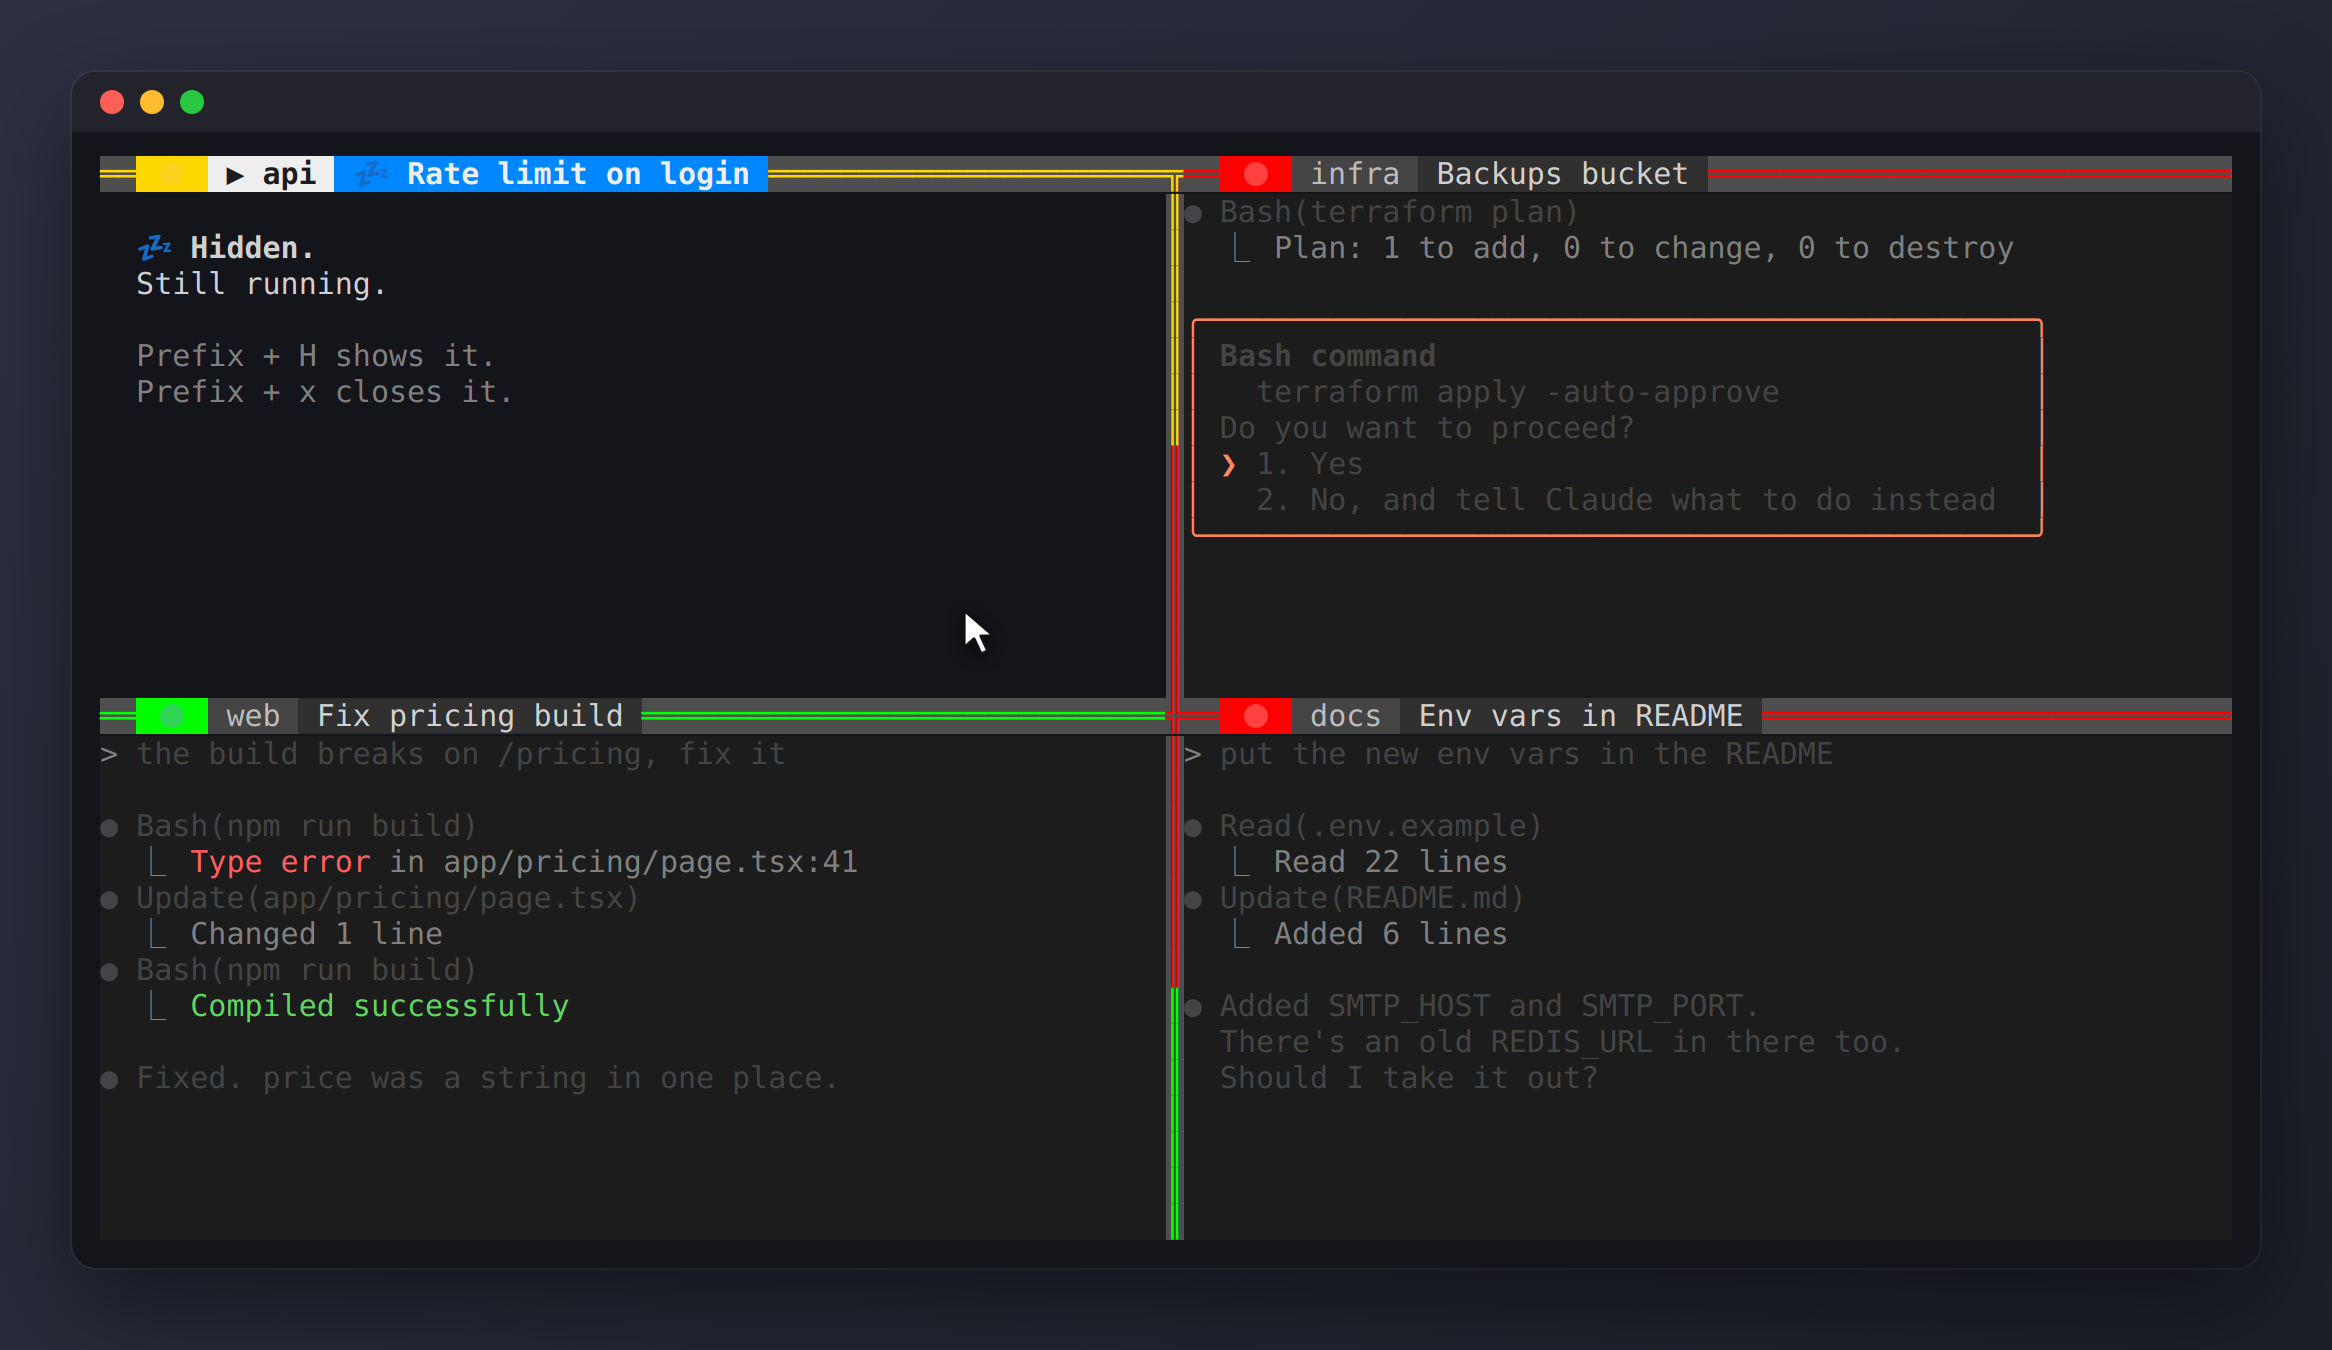 ▶ api 💤 Rate limit on login
💤 Hidden.
Still running.
Prefix + H shows it.
Prefix + x closes it.
infra Backups bucket
● Bash(terraform plan)
⎿ Plan: 1 to add, 0 to change, 0 to destroy
Bash command
terraform apply -auto-approve
Do you want to proceed?
❯ 1. Yes
2. No, and tell Claude what to do instead
web Fix pricing build
> the build breaks on /pricing, fix it
● Bash(npm run build)
⎿ Type error in app/pricing/page.tsx:41
● Update(app/pricing/page.tsx)
⎿ Changed 1 line
● Bash(npm run build)
⎿ Compiled successfully
● Fixed. price was a string in one place.
docs Env vars in README
> put the new env vars in the README
● Read(.env.example)
⎿ Read 22 lines
● Update(README.md)
⎿ Added 6 lines
● Added SMTP_HOST and SMTP_PORT.
There's an old REDIS_URL in there too.
Should I take it out?